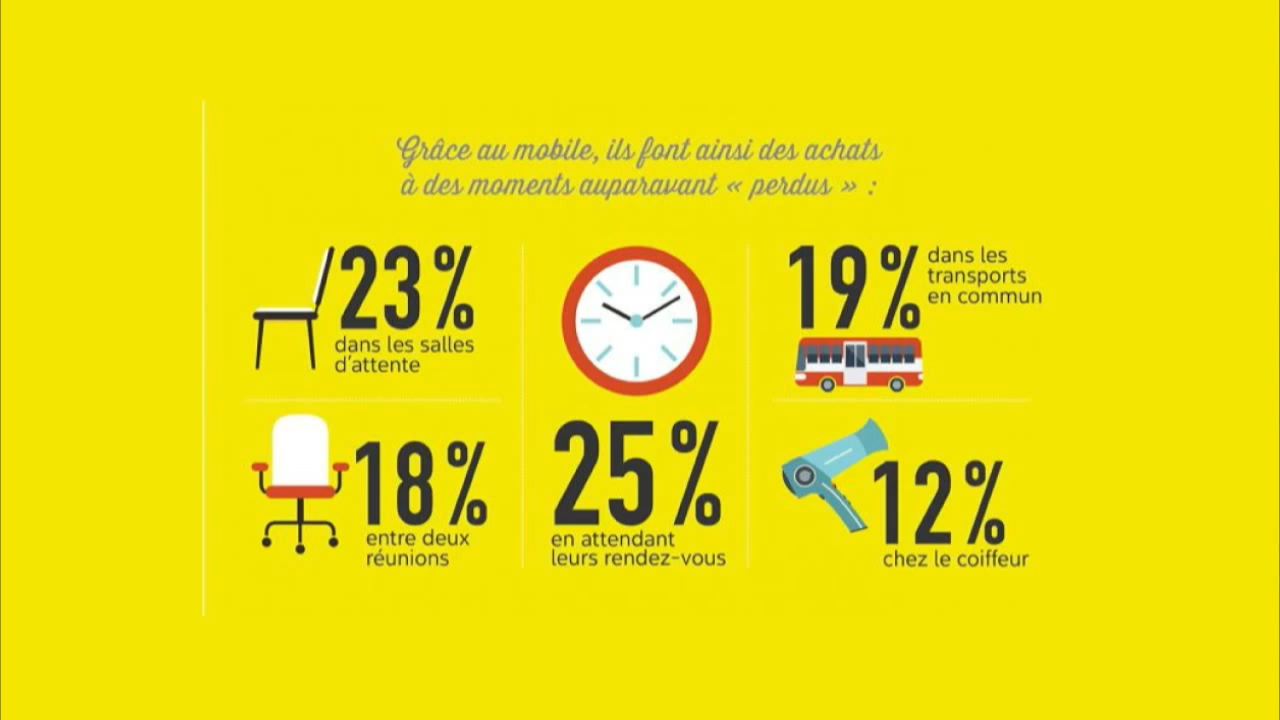 Grâce au mobile, ils font ainsi des achats
à des moments auparavant « perdus » :
23%
dans les salles
d'attente
18%
entre deux
réunions
25%
en attendant
leurs rendez-vous
19%
dans les
transports
en commun
12%
chez le coiffeur